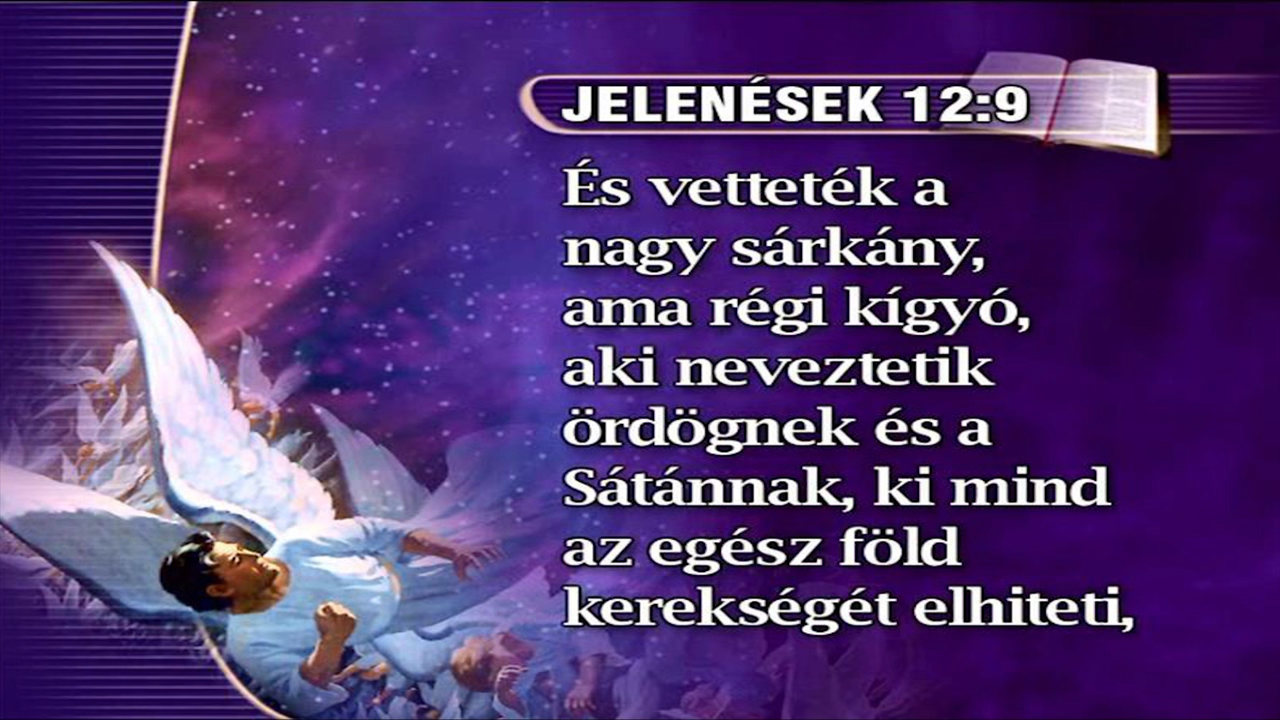 JELENÉSEK 12:9
És vetteték a
nagy sárkány,
ama régi kígyó,
aki neveztetik
ördögnek és a
Sátánnak, ki mind
az egész föld
kerekségét elhiteti,